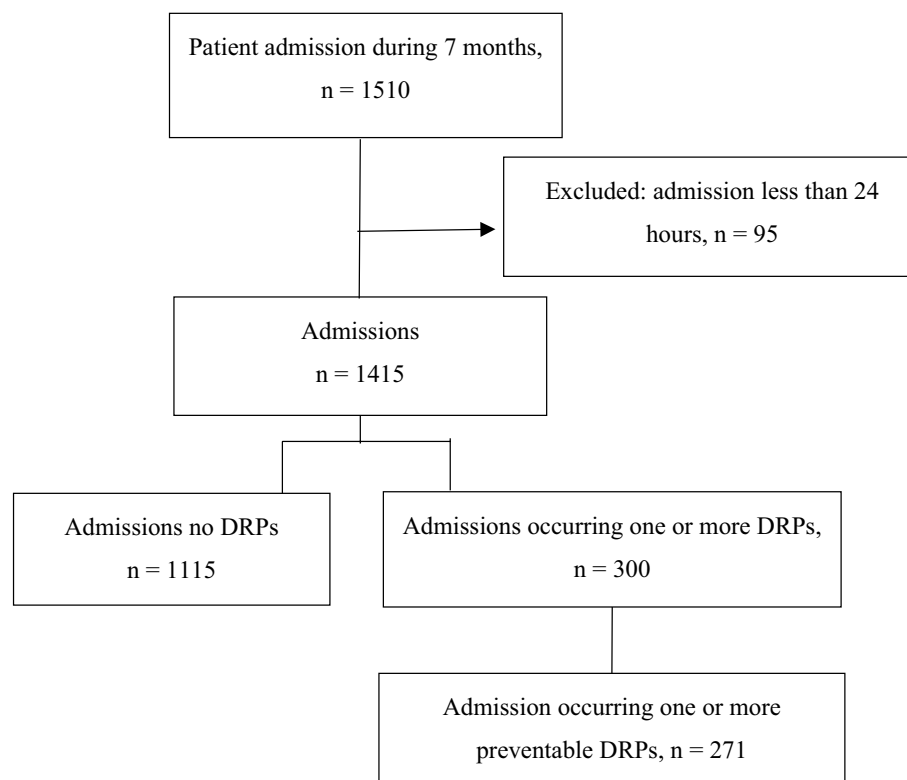 Patient admission during 7 months,
n = 1510
Excluded: admission less than 24
hours, n = 95
Admissions
n = 1415
Admissions no DRPs
n = 1115
Admissions occurring one or more DRPs,
n = 300
Admission occurring one or more
preventable DRPs, n = 271